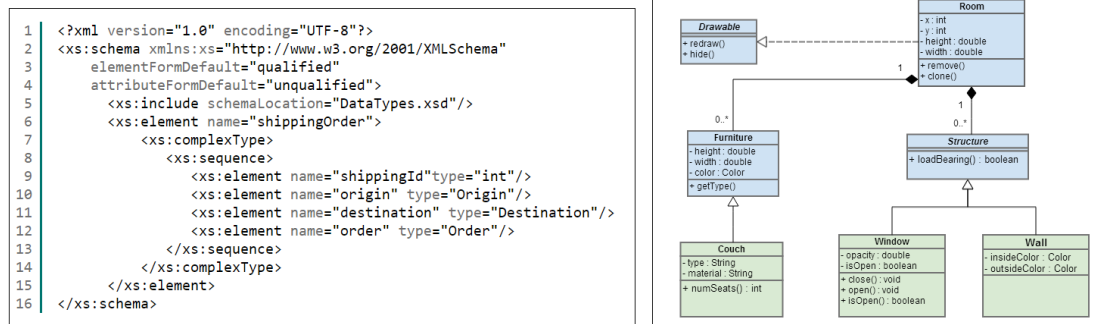 1 <?xml version="1.0" encoding="UTF-8"?>
2 <xs:schema xmlns:xs="http://www.w3.org/2001/XMLSchema"
3 elementFormDefault="qualified"
4 attributeFormDefault="unqualified">
5 <xs:include schemaLocation="DataTypes.xsd"/>
6 <xs:element name="shippingOrder">
7 <xs:complexType>
8 <xs:sequence>
9 <xs:element name="shippingId"type="int"/>
10 <xs:element name="origin" type="Origin"/>
11 <xs:element name="destination" type="Destination"/>
12 <xs:element name="order" type="Order"/>
13 </xs:sequence>
14 </xs:complexType>
15 </xs:element>
16 </xs:schema>
Drawable
+ redraw()
+ hide()
Room
- x : int
- y : int
- height : double
- width : double
+ remove()
+ clone()
1
0..*
1
0..*
Furniture
- height : double
- width : double
- color : Color
+ getType()
Structure
+ loadBearing() : boolean
Couch
- type : String
- material : String
+ numSeats() : int
Window
- opacity : double
- isOpen : boolean
+ close() : void
+ open() : void
+ isOpen() : boolean
Wall
- insideColor : Color
- outsideColor : Color